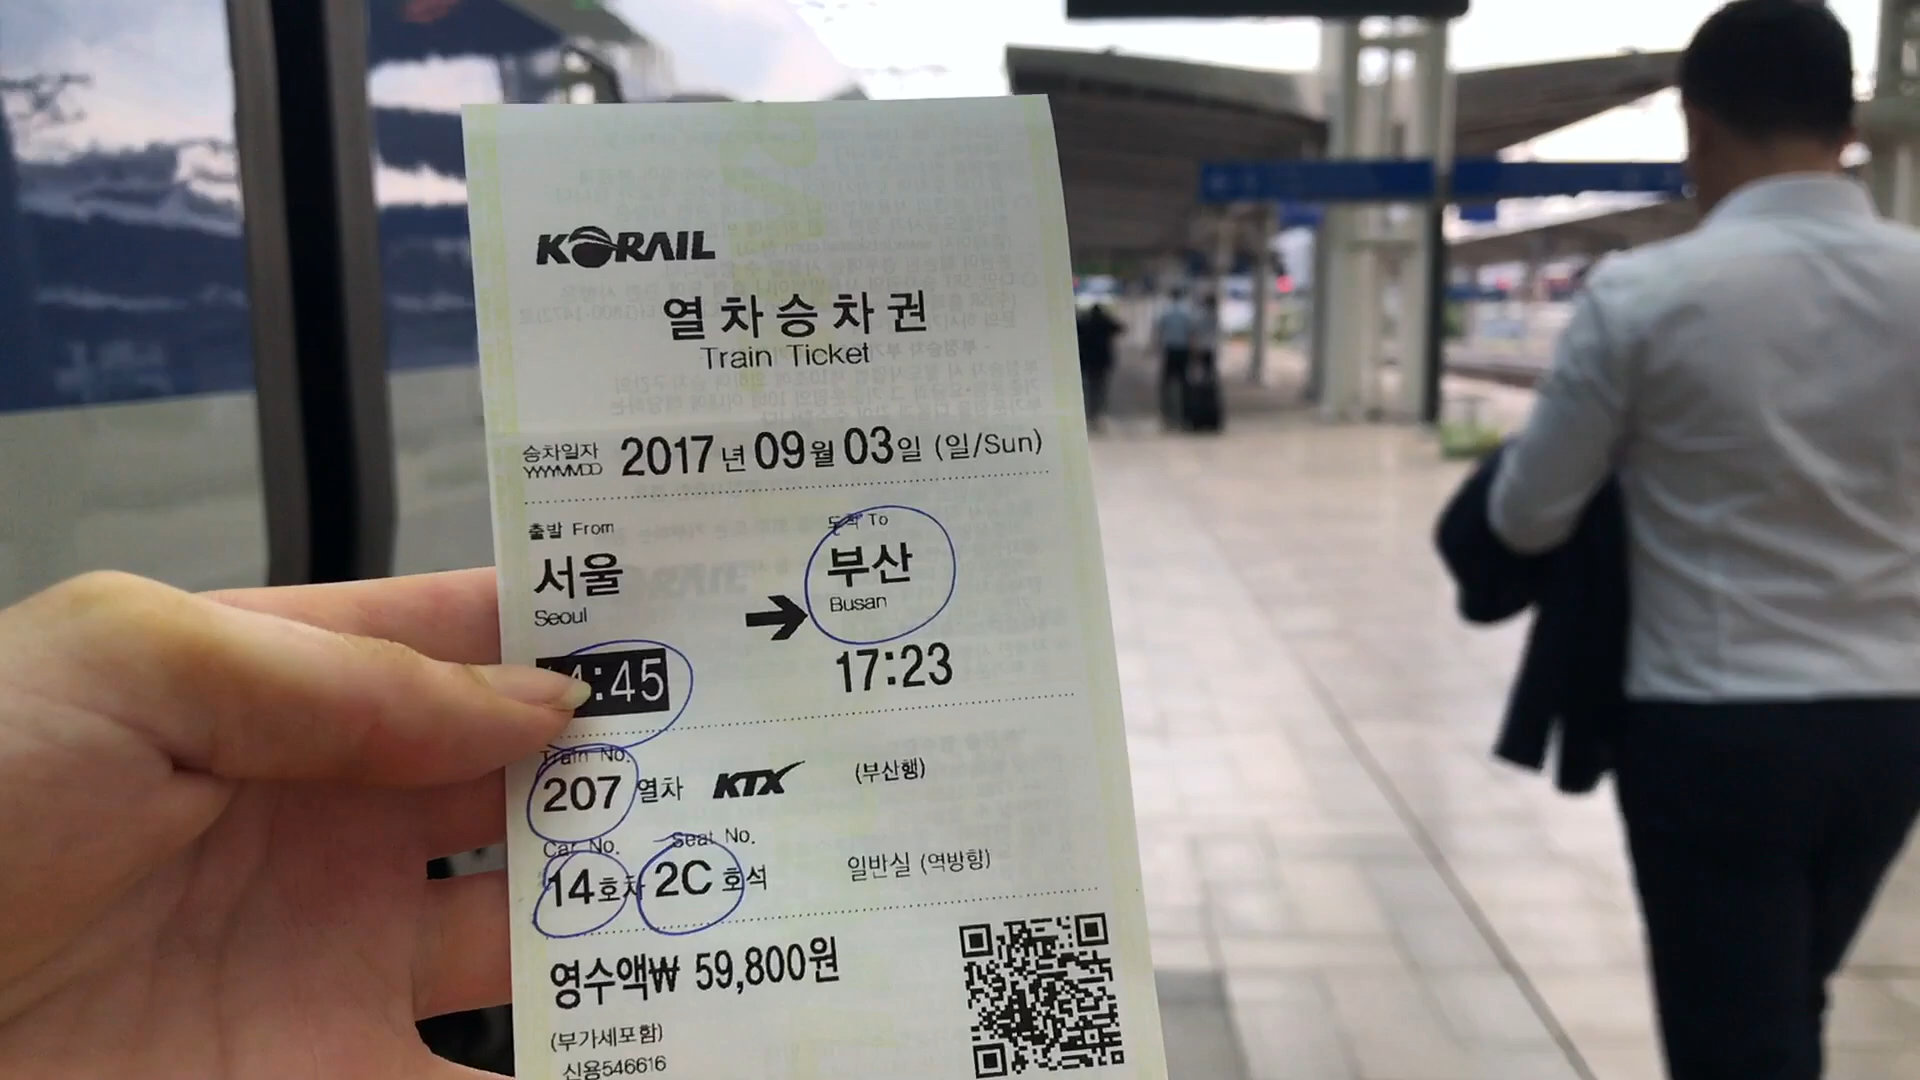 KORAIL
열차승차권
Train Ticket
승차일자 2017년 09월 03일 (일/Sun)
YYYYMMDD
출발 From
도착 To
서울
부산
Seoul
Busan
:45
17:23
Train No.
207 열차 KTX (부산행)
Car No. Seat No.
14호차 2C 호석 일반실 (역방향)
영수액₩ 59,800원
(부가세포함)
신용546616